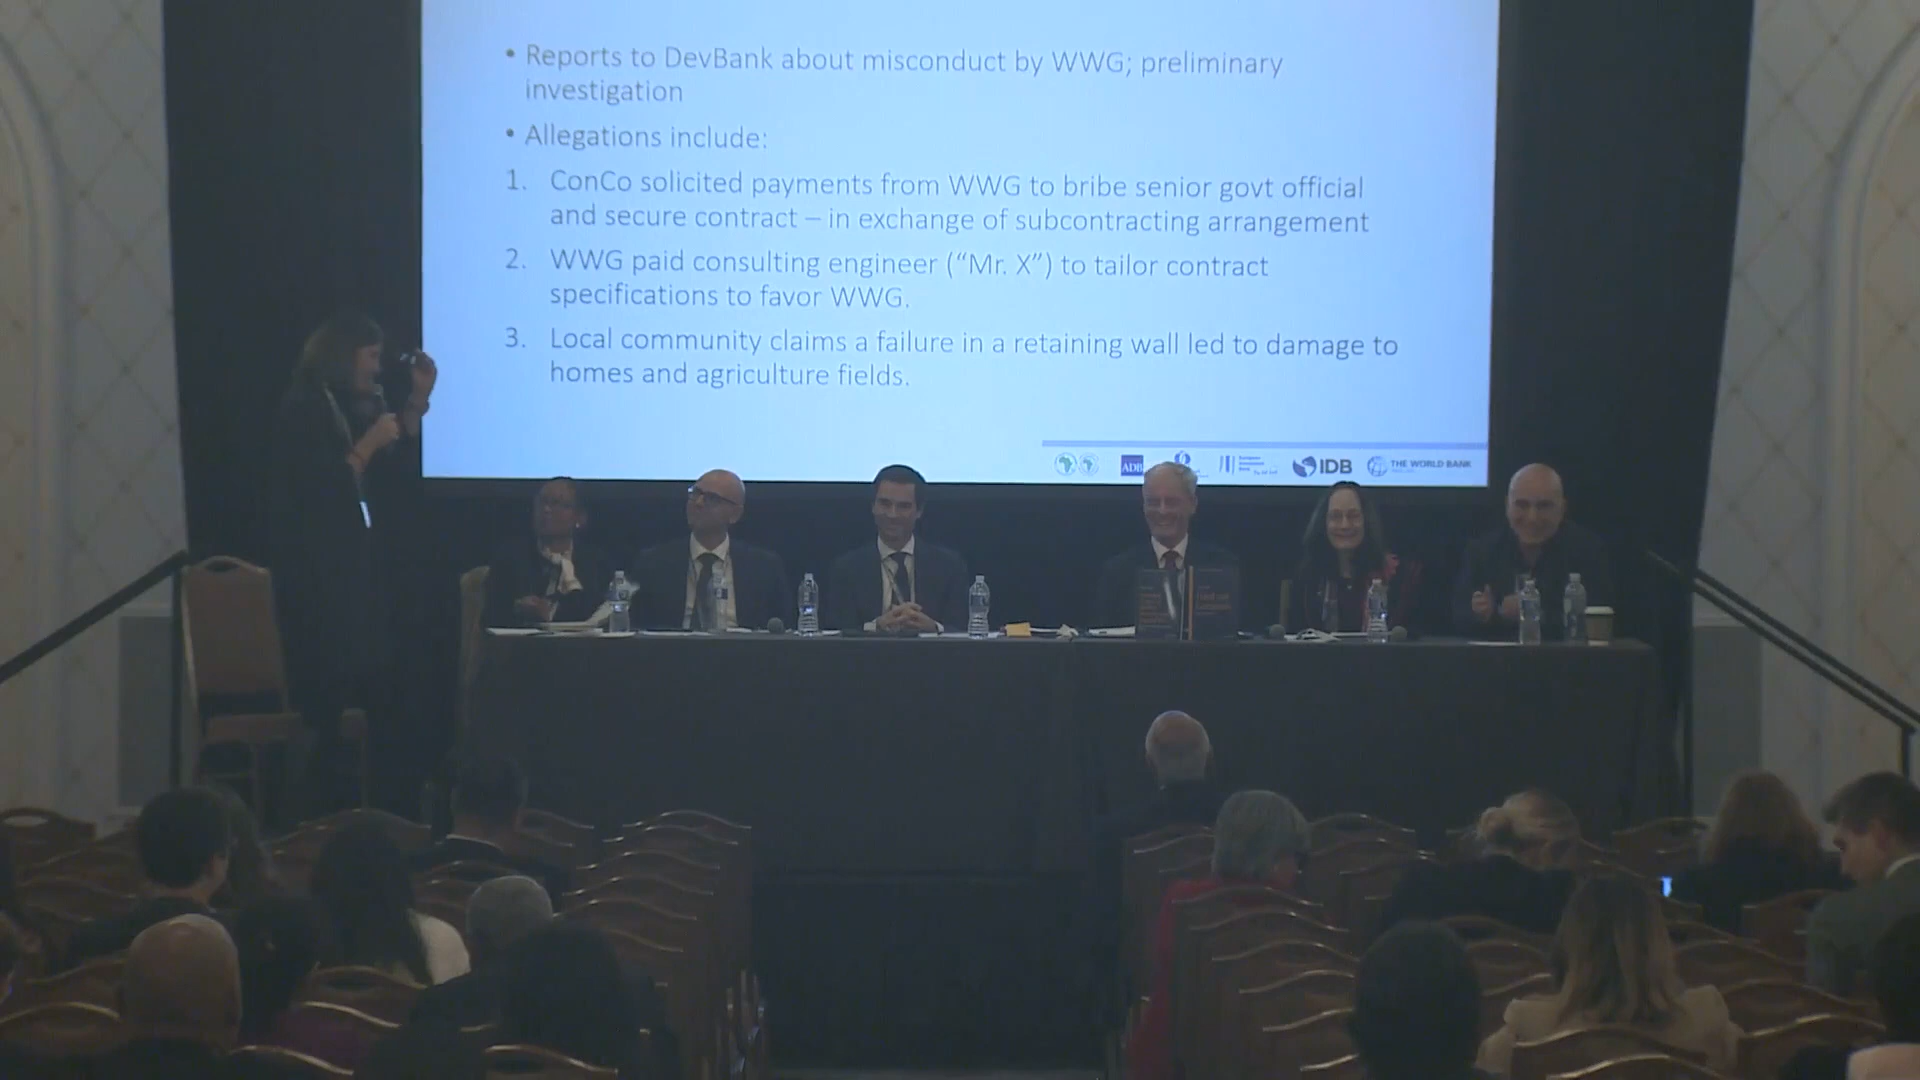 • Reports to DevBank about misconduct by WWG; preliminary
investigation
• Allegations include:
1. ConCo solicited payments from WWG to bribe senior govt official
and secure contract – in exchange of subcontracting arrangement
2. WWG paid consulting engineer (“Mr. X”) to tailor contract
specifications to favor WWG.
3. Local community claims a failure in a retaining wall led to damage to
homes and agriculture fields.
ADB
IDB
THE WORLD BANK